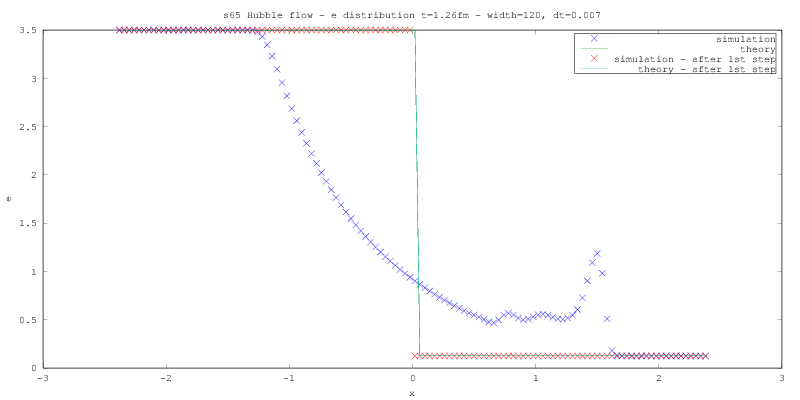 s65 Hubble flow - e distribution t=1.26fm - width=120, dt=0.007
simulation
theory
simulation - after 1st step
theory - after 1st step
3.5
3
2.5
2
1.5
1
0.5
0
e
-3
-2
-1
0
1
2
3
x